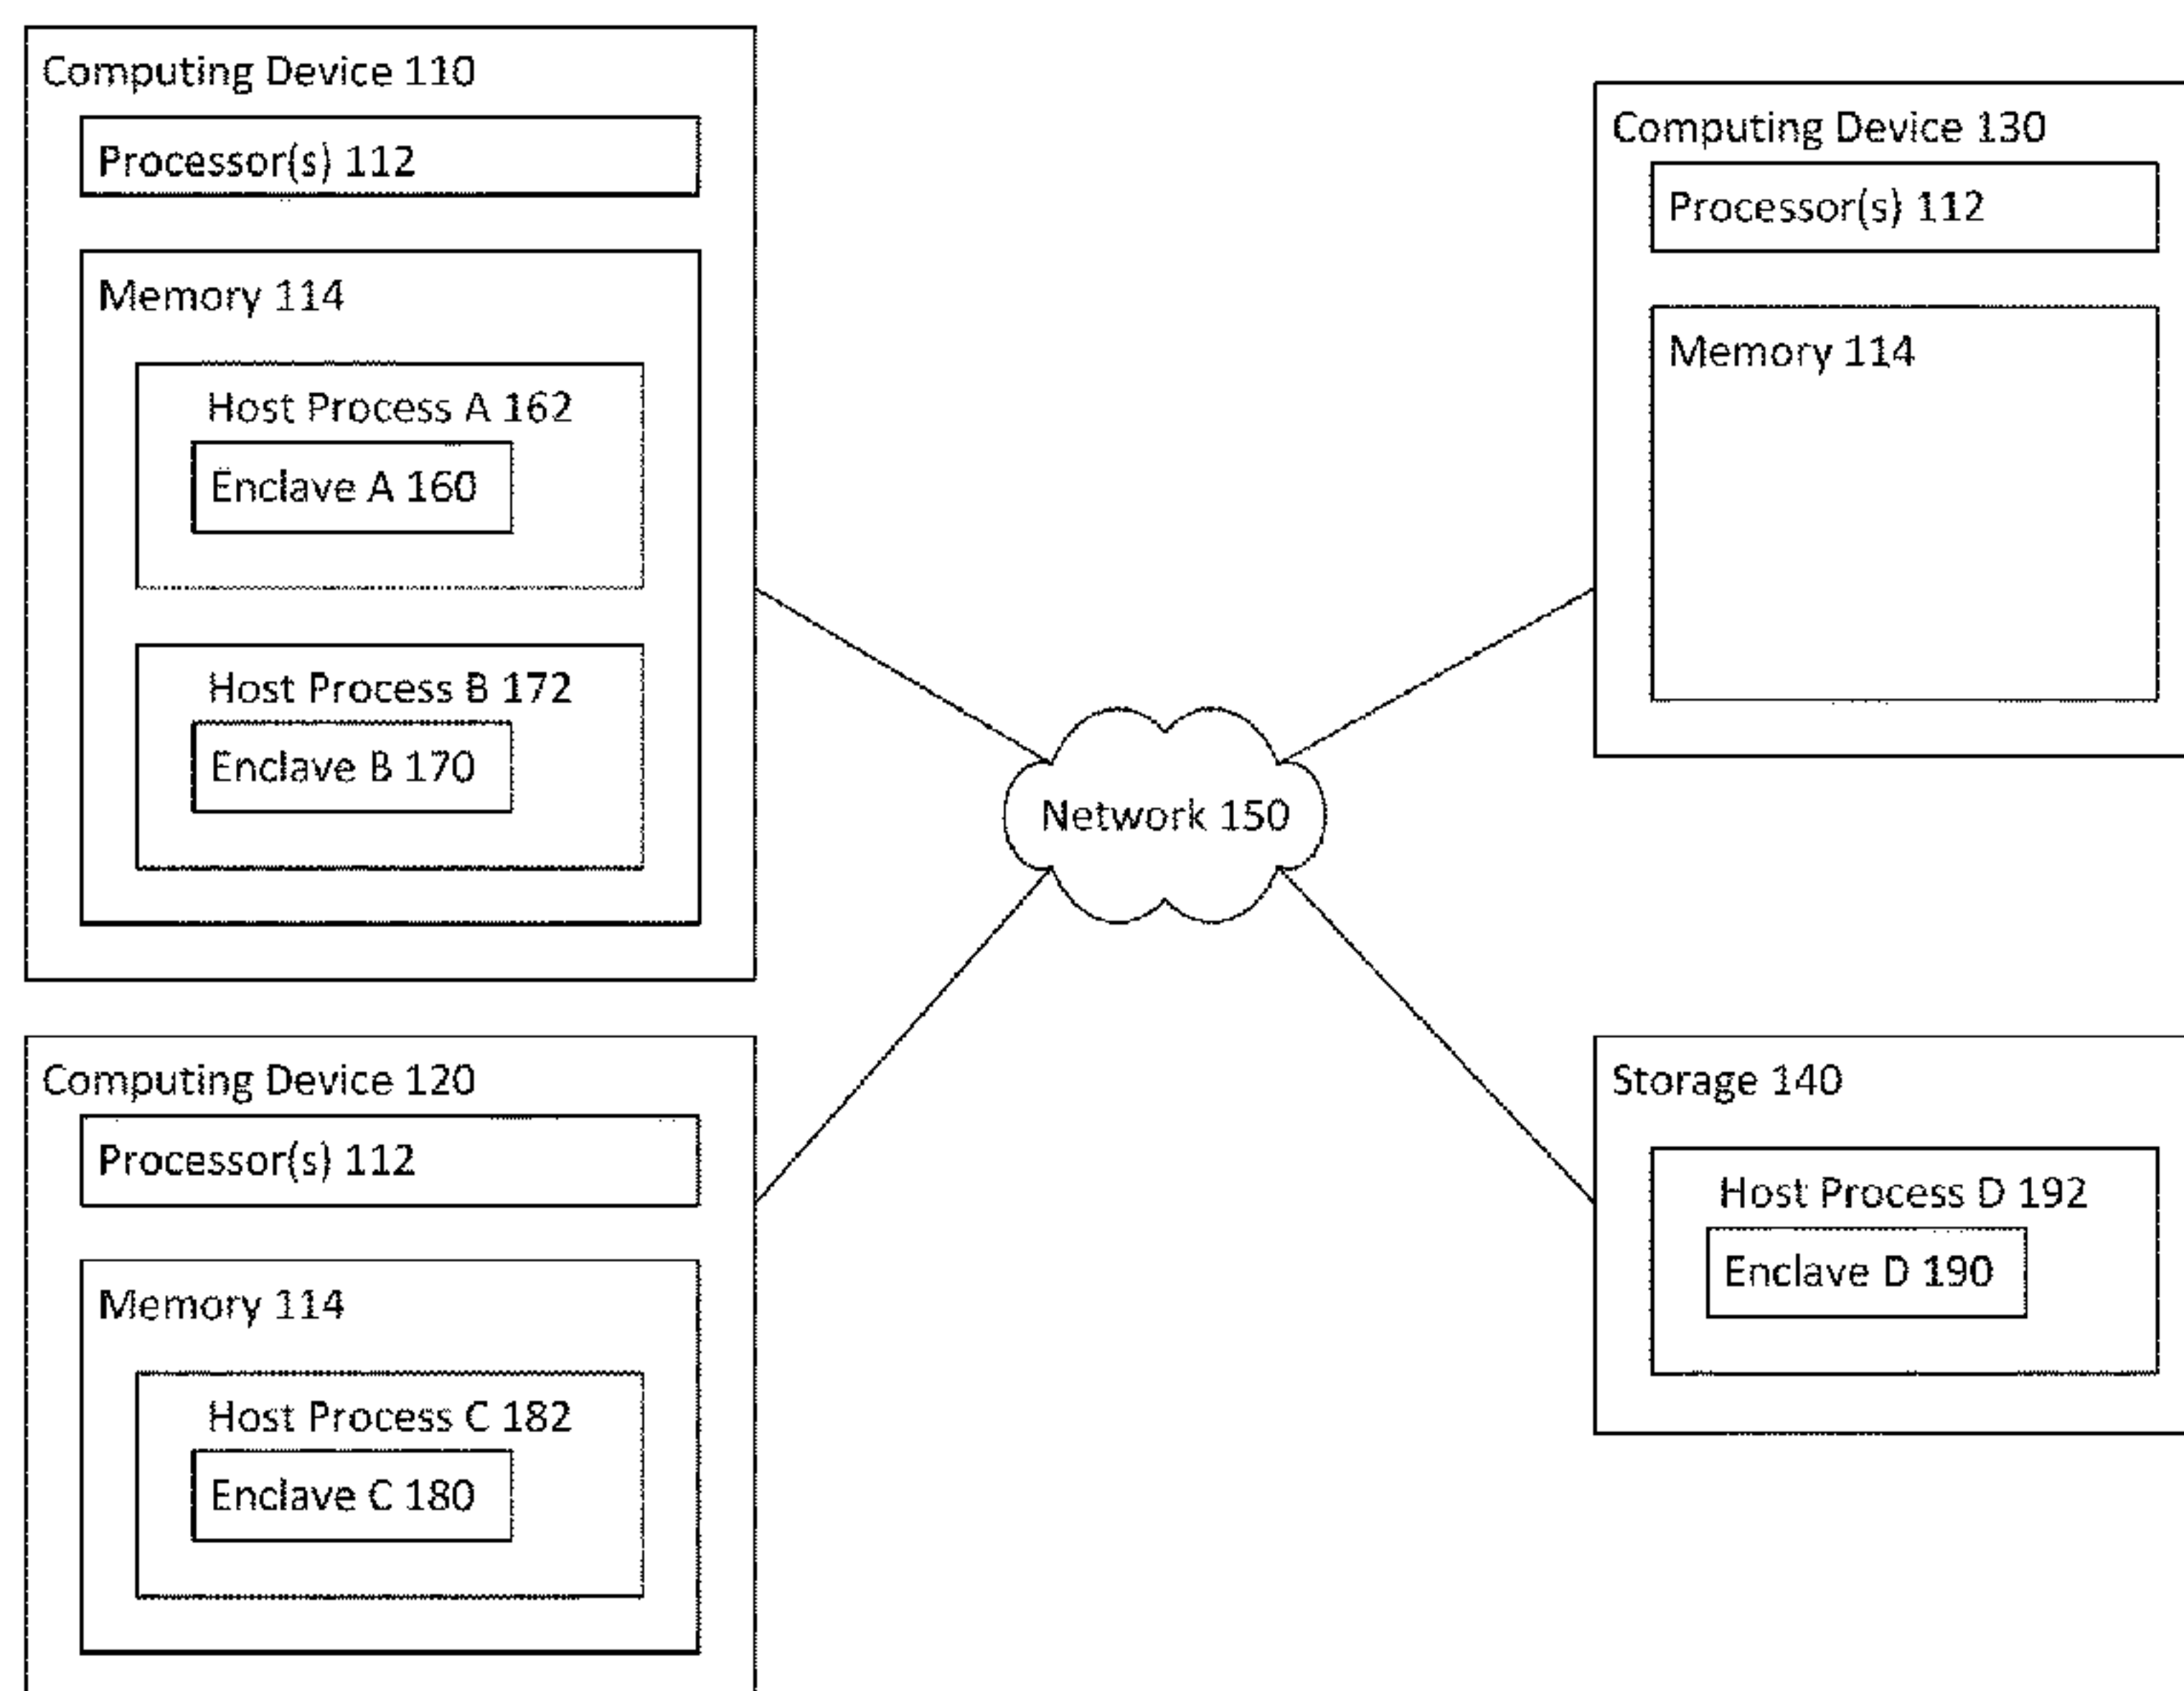 Computing Device 110
Processor(s) 112
Memory 114
Host Process A 162
Enclave A 160
Host Process B 172
Enclave B 170
Computing Device 120
Processor(s) 112
Memory 114
Host Process C 182
Enclave C 180
Network 150
Computing Device 130
Processor(s) 112
Memory 114
Storage 140
Host Process D 192
Enclave D 190